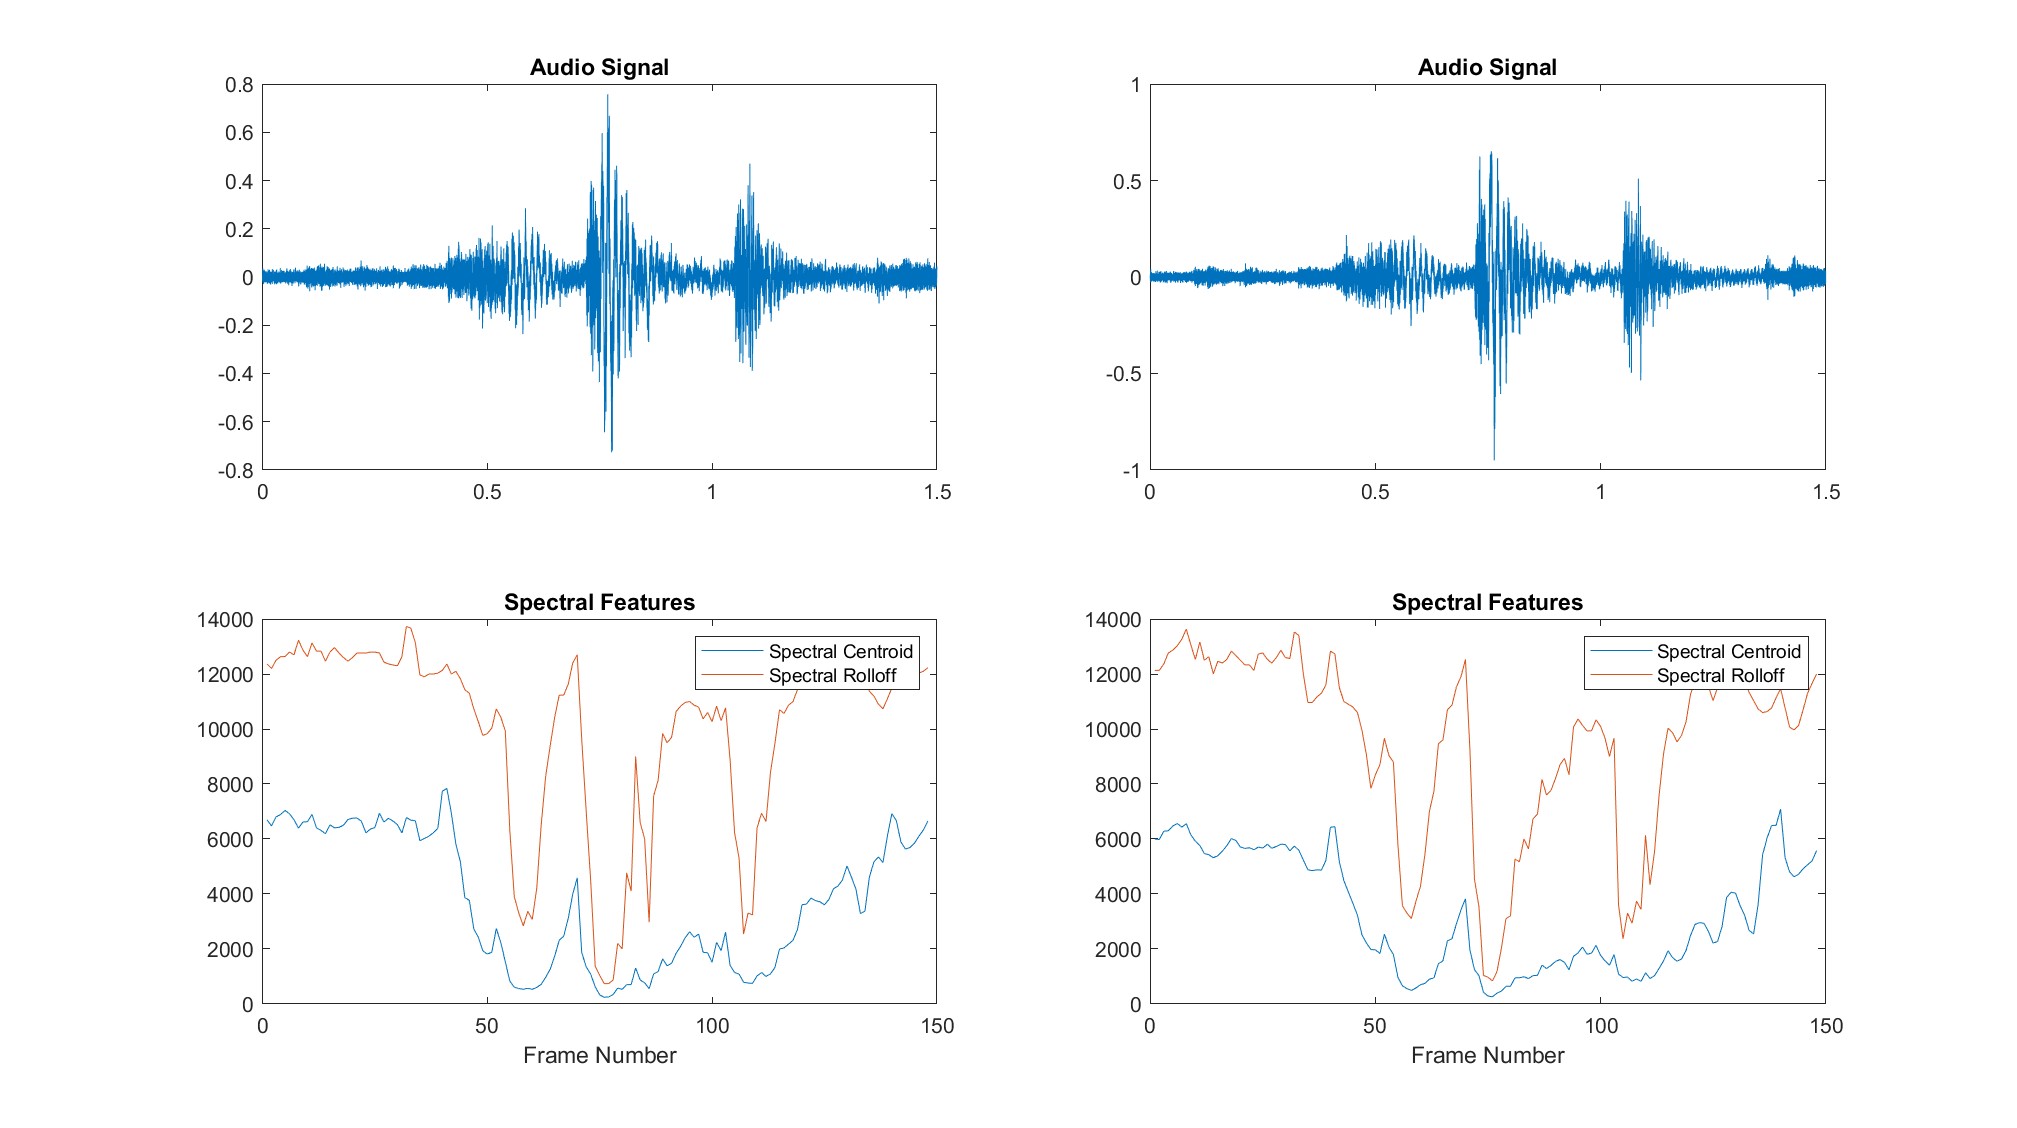 Audio Signal
0.8
0.6
0.4
0.2
0
-0.2
-0.4
-0.6
-0.8
0 0.5 1 1.5
Audio Signal
1
0.5
0
-0.5
-1
0 0.5 1 1.5
Spectral Features
14000
12000
10000
8000
6000
4000
2000
0
Spectral Centroid
Spectral Rolloff
0 50 100 150
Frame Number
Spectral Features
14000
12000
10000
8000
6000
4000
2000
0
Spectral Centroid
Spectral Rolloff
0 50 100 150
Frame Number